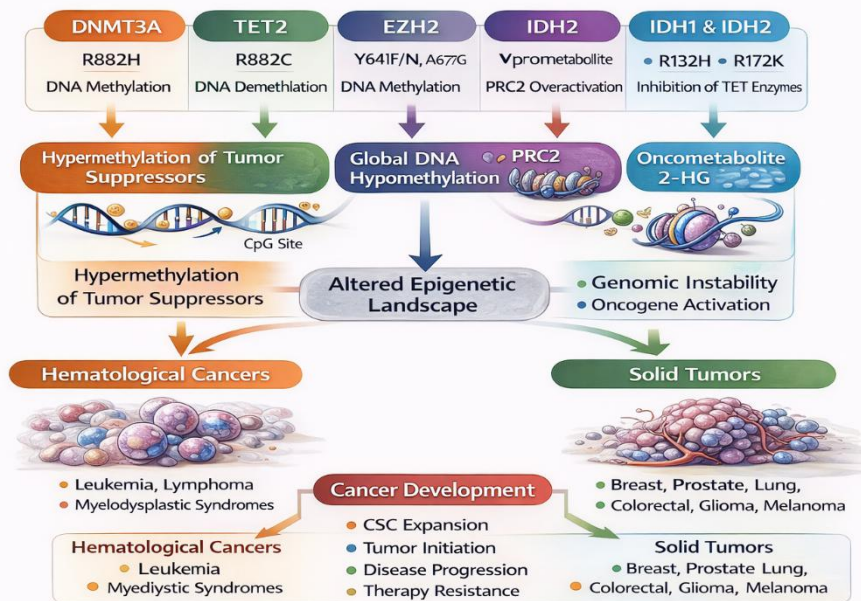 DNMT3A
R882H
DNA Methylation
TET2
R882C
DNA Demethlation
EZH2
Y641F/N, A677G
DNA Methylation
IDH2
Vprometabollite
PRC2 Overactivation
IDH1 & IDH2
• R132H • R172K
Inhibition of TET Enzymes
Hypermethylation of Tumor
Suppressors
Global DNA
Hypomethylation
PRC2
Oncometabolite
2-HG
CpG Site
Hypermethylation
of Tumor Suppressors
Altered Epigenetic
Landscape
• Genomic Instability
• Oncogene Activation
Hematological Cancers
Solid Tumors
• Leukemia, Lymphoma
• Myelodysplastic Syndromes
Cancer Development
• Breast, Prostate, Lung,
• Colorectal, Glioma, Melanoma
• CSC Expansion
• Tumor Initiation
• Disease Progression
• Therapy Resistance
Hematological Cancers
• Leukemia
• Myediystic Syndromes
Solid Tumors
• Breast, Prostate Lung,
• Colorectal, Glioma, Melanoma